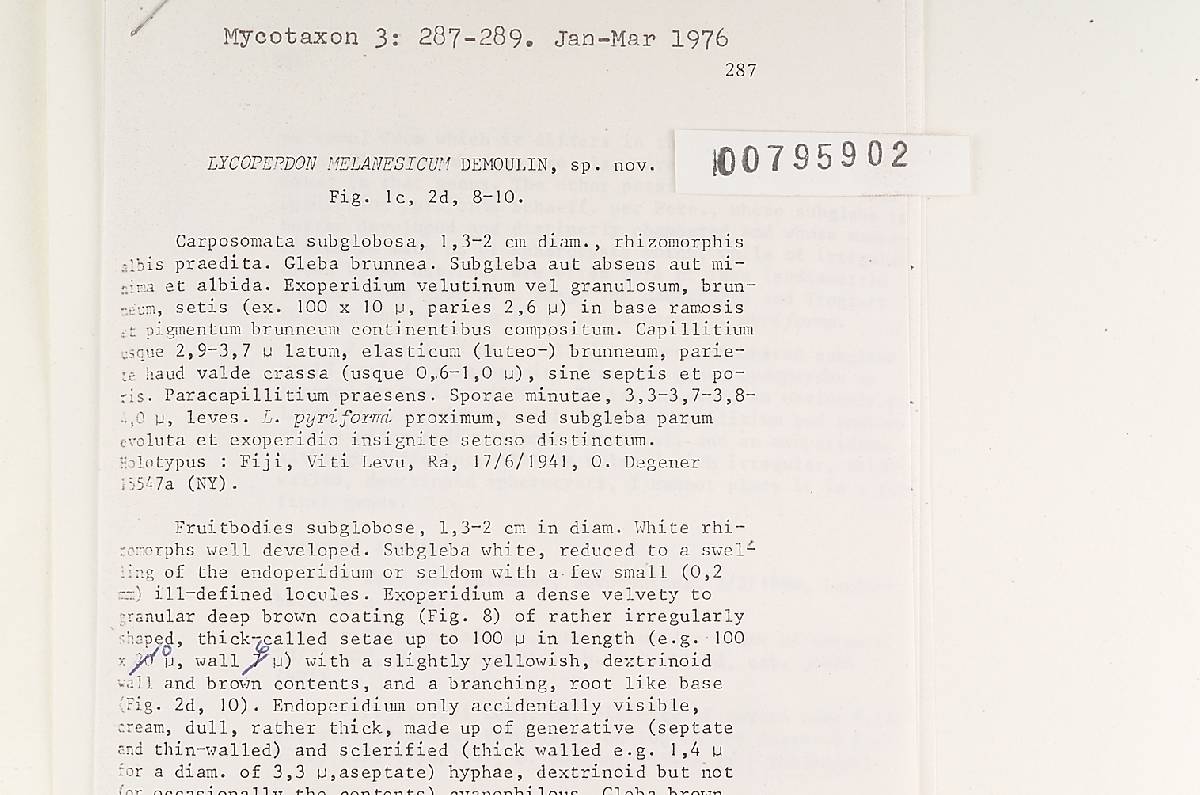 Mycotaxon 3: 287-289. Jan-Mar 1976
287
00795902
LYCOPERDON MELANESICUM DEMOULIN, sp. nov.
Fig. 1c, 2d, 8-10.
Carposomata subglobosa, 1,3-2 cm diam., rhizomorphis
albis praedita. Gleba brunnea. Subgleba aut absens aut mi-
nima et albida. Exoperidium velutinum vel granulosum, brun-
neum, setis (ex. 100 x 10 µ, paries 2,6 µ) in base ramosis
et pigmentum brunneum continentibus compositum. Capillitium
usque 2,9-3,7 µ latum, elasticum (luteo-) brunneum, parie-
te haud valde crassa (usque 0,6-1,0 µ), sine septis et po-
ris. Paracapillitium praesens. Sporae minutae, 3,3-3,7-3,8-
4,0 µ, leves. L. pyriformi proximum, sed subgleba parum
evoluta et exoperidio insignite setoso distinctum.
Holotypus : Fiji, Viti Levu, Ra, 17/6/1941, O. Degener
15547a (NY).
Fruitbodies subglobose, 1,3-2 cm in diam. White rhi-
zomorphs well developed. Subgleba white, reduced to a swel-
ling of the endoperidium or seldom with a few small (0,2
mm) ill-defined locules. Exoperidium a dense velvety to
granular deep brown coating (Fig. 8) of rather irregularly
shaped, thick-called setae up to 100 µ in length (e.g. 100
x µ, wall 6 µ) with a slightly yellowish, dextrinoid
wall and brown contents, and a branching, root like base
(Fig. 2d, 10). Endoperidium only accidentally visible,
cream, dull, rather thick, made up of generative (septate
and thin-walled) and sclerified (thick walled e.g. 1,4 µ
for a diam. of 3,3 µ,aseptate) hyphae, dextrinoid but not
(or occasionally the contents) cyanophilous. Gleba brown